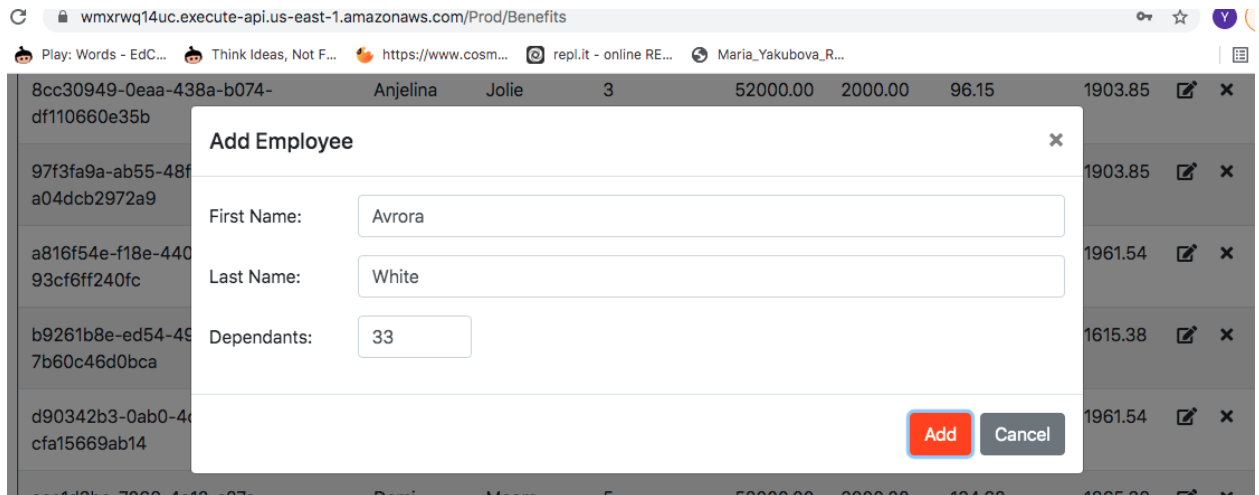 wmxrwq14uc.execute-api.us-east-1.amazonaws.com/Prod/Benefits
Y
Play: Words - EdC... Think Ideas, Not F... https://www.cosm... repl.it - online RE... Maria_Yakubova_R...
8cc30949-0eaa-438a-b074- Anjelina Jolie 3 52000.00 2000.00 96.15 1903.85
df110660e35b
Add Employee
97f3fa9a-ab55-48f 1903.85
a04dcb2972a9
First Name: Avrora
a816f54e-f18e-440 1961.54
93cf6ff240fc
Last Name: White
b9261b8e-ed54-49 1615.38
7b60c46d0bca
Dependants: 33
d90342b3-0ab0-4c 1961.54
cfa15669ab14
Add Cancel